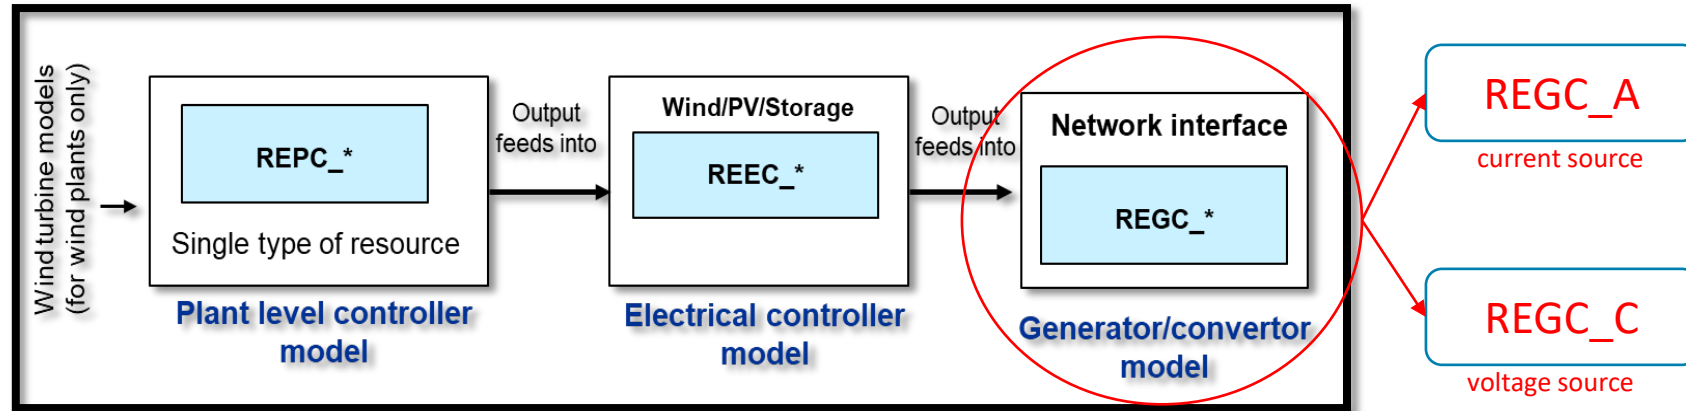 Wind turbine models
(for wind plants only)
REPC_*
Single type of resource
Plant level controller
model
Output
feeds into
Wind/PV/Storage
REEC_*
Electrical controller
model
Output
feeds into
Network interface
REGC_*
Generator/convertor
model
REGC_A
current source
REGC_C
voltage source